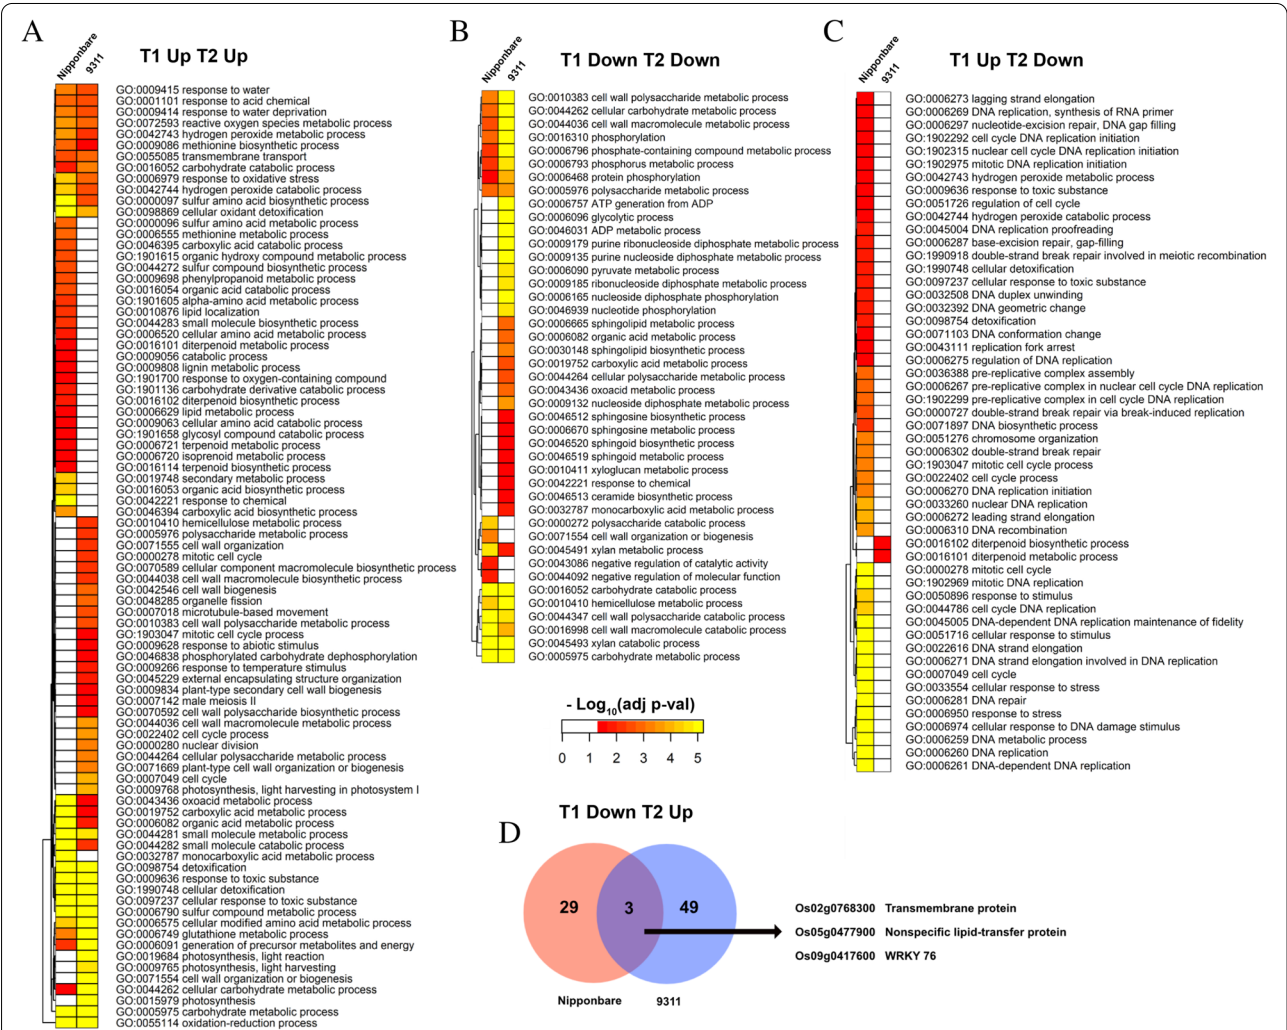 A
Nipponbare
9311
T1 Up T2 Up
GO:0009415 response to water
GO:0001101 response to acid chemical
GO:0009414 response to water deprivation
GO:0072593 reactive oxygen species metabolic process
GO:0042743 hydrogen peroxide metabolic process
GO:0009086 methionine biosynthetic process
GO:0055085 transmembrane transport
GO:0016052 carbohydrate catabolic process
GO:0006979 response to oxidative stress
GO:0042744 hydrogen peroxide catabolic process
GO:0000097 sulfur amino acid biosynthetic process
GO:0098869 cellular oxidant detoxification
GO:0000096 sulfur amino acid metabolic process
GO:0006555 methionine metabolic process
GO:0046395 carboxylic acid catabolic process
GO:1901615 organic hydroxy compound metabolic process
GO:0044272 sulfur compound biosynthetic process
GO:0009698 phenylpropanoid metabolic process
GO:0016054 organic acid catabolic process
GO:1901605 alpha-amino acid metabolic process
GO:0010876 lipid localization
GO:0044283 small molecule biosynthetic process
GO:0006520 cellular amino acid metabolic process
GO:0016101 diterpenoid metabolic process
GO:0009056 catabolic process
GO:0009808 lignin metabolic process
GO:1901700 response to oxygen-containing compound
GO:1901136 carbohydrate derivative catabolic process
GO:0016102 diterpenoid biosynthetic process
GO:0006629 lipid metabolic process
GO:0009063 cellular amino acid catabolic process
GO:1901658 glycosyl compound catabolic process
GO:0006721 terpenoid metabolic process
GO:0006720 isoprenoid metabolic process
GO:0016114 terpenoid biosynthetic process
GO:0019748 secondary metabolic process
GO:0016053 organic acid biosynthetic process
GO:0042221 response to chemical
GO:0046394 carboxylic acid biosynthetic process
GO:0010410 hemicellulose metabolic process
GO:0005976 polysaccharide metabolic process
GO:0071555 cell wall organization
GO:0000278 mitotic cell cycle
GO:0070589 cellular component macromolecule biosynthetic process
GO:0044038 cell wall macromolecule biosynthetic process
GO:0042546 cell wall biogenesis
GO:0048285 organelle fission
GO:0007018 microtubule-based movement
GO:0010383 cell wall polysaccharide metabolic process
GO:1903047 mitotic cell cycle process
GO:0009628 response to abiotic stimulus
GO:0046838 phosphorylated carbohydrate dephosphorylation
GO:0009266 response to temperature stimulus
GO:0045229 external encapsulating structure organization
GO:0009834 plant-type secondary cell wall biogenesis
GO:0007142 male meiosis II
GO:0070592 cell wall polysaccharide biosynthetic process
GO:0044036 cell wall macromolecule metabolic process
GO:0022402 cell cycle process
GO:0000280 nuclear division
GO:0044264 cellular polysaccharide metabolic process
GO:0071669 plant-type cell wall organization or biogenesis
GO:0007049 cell cycle
GO:0009768 photosynthesis, light harvesting in photosystem I
GO:0043436 oxoacid metabolic process
GO:0019752 carboxylic acid metabolic process
GO:0006082 organic acid metabolic process
GO:0044281 small molecule metabolic process
GO:0044282 small molecule catabolic process
GO:0032787 monocarboxylic acid metabolic process
GO:0098754 detoxification
GO:0009636 response to toxic substance
GO:1990748 cellular detoxification
GO:0097237 cellular response to toxic substance
GO:0006790 sulfur compound metabolic process
GO:0006575 cellular modified amino acid metabolic process
GO:0006749 glutathione metabolic process
GO:0006091 generation of precursor metabolites and energy
GO:0019684 photosynthesis, light reaction
GO:0009765 photosynthesis, light harvesting
GO:0071554 cell wall organization or biogenesis
GO:0044262 cellular carbohydrate metabolic process
GO:0015979 photosynthesis
GO:0005975 carbohydrate metabolic process
GO:0055114 oxidation-reduction process
B
Nipponbare
9311
T1 Down T2 Down
GO:0010383 cell wall polysaccharide metabolic process
GO:0044262 cellular carbohydrate metabolic process
GO:0044036 cell wall macromolecule metabolic process
GO:0016310 phosphorylation
GO:0006796 phosphate-containing compound metabolic process
GO:0006793 phosphorus metabolic process
GO:0006468 protein phosphorylation
GO:0005976 polysaccharide metabolic process
GO:0006757 ATP generation from ADP
GO:0006096 glycolytic process
GO:0046031 ADP metabolic process
GO:0009179 purine ribonucleoside diphosphate metabolic process
GO:0009135 purine nucleoside diphosphate metabolic process
GO:0006090 pyruvate metabolic process
GO:0009185 ribonucleoside diphosphate metabolic process
GO:0006165 nucleoside diphosphate phosphorylation
GO:0046939 nucleotide phosphorylation
GO:0006665 sphingolipid metabolic process
GO:0006082 organic acid metabolic process
GO:0030148 sphingolipid biosynthetic process
GO:0019752 carboxylic acid metabolic process
GO:0044264 cellular polysaccharide metabolic process
GO:0043436 oxoacid metabolic process
GO:0009132 nucleoside diphosphate metabolic process
GO:0046512 sphingosine biosynthetic process
GO:0006670 sphingosine metabolic process
GO:0046520 sphingoid biosynthetic process
GO:0046519 sphingoid metabolic process
GO:0010411 xyloglucan metabolic process
GO:0042221 response to chemical
GO:0046513 ceramide biosynthetic process
GO:0032787 monocarboxylic acid metabolic process
GO:0000272 polysaccharide catabolic process
GO:0071554 cell wall organization or biogenesis
GO:0045491 xylan metabolic process
GO:0043086 negative regulation of catalytic activity
GO:0044092 negative regulation of molecular function
GO:0016052 carbohydrate catabolic process
GO:0010410 hemicellulose metabolic process
GO:0044347 cell wall polysaccharide catabolic process
GO:0016998 cell wall macromolecule catabolic process
GO:0045493 xylan catabolic process
GO:0005975 carbohydrate metabolic process
- Log10(adj p-val)
0 1 2 3 4 5
C
Nipponbare
9311
T1 Up T2 Down
GO:0006273 lagging strand elongation
GO:0006269 DNA replication, synthesis of RNA primer
GO:0006297 nucleotide-excision repair, DNA gap filling
GO:1902292 cell cycle DNA replication initiation
GO:1902315 nuclear cell cycle DNA replication initiation
GO:1902975 mitotic DNA replication initiation
GO:0042743 hydrogen peroxide metabolic process
GO:0009636 response to toxic substance
GO:0051726 regulation of cell cycle
GO:0042744 hydrogen peroxide catabolic process
GO:0045004 DNA replication proofreading
GO:0006287 base-excision repair, gap-filling
GO:1990918 double-strand break repair involved in meiotic recombination
GO:1990748 cellular detoxification
GO:0097237 cellular response to toxic substance
GO:0032508 DNA duplex unwinding
GO:0032392 DNA geometric change
GO:0098754 detoxification
GO:0071103 DNA conformation change
GO:0043111 replication fork arrest
GO:0006275 regulation of DNA replication
GO:0036388 pre-replicative complex assembly
GO:0006267 pre-replicative complex in nuclear cell cycle DNA replication
GO:1902299 pre-replicative complex in cell cycle DNA replication
GO:0000727 double-strand break repair via break-induced replication
GO:0071897 DNA biosynthetic process
GO:0051276 chromosome organization
GO:0006302 double-strand break repair
GO:1903047 mitotic cell cycle process
GO:0022402 cell cycle process
GO:0006270 DNA replication initiation
GO:0033260 nuclear DNA replication
GO:0006272 leading strand elongation
GO:0006310 DNA recombination
GO:0016102 diterpenoid biosynthetic process
GO:0016101 diterpenoid metabolic process
GO:0000278 mitotic cell cycle
GO:1902969 mitotic DNA replication
GO:0050896 response to stimulus
GO:0044786 cell cycle DNA replication
GO:0045005 DNA-dependent DNA replication maintenance of fidelity
GO:0051716 cellular response to stimulus
GO:0022616 DNA strand elongation
GO:0006271 DNA strand elongation involved in DNA replication
GO:0007049 cell cycle
GO:0033554 cellular response to stress
GO:0006281 DNA repair
GO:0006950 response to stress
GO:0006974 cellular response to DNA damage stimulus
GO:0006259 DNA metabolic process
GO:0006260 DNA replication
GO:0006261 DNA-dependent DNA replication
D
T1 Down T2 Up
29 3 49
Nipponbare 9311
Os02g0768300 Transmembrane protein
Os05g0477900 Nonspecific lipid-transfer protein
Os09g0417600 WRKY 76